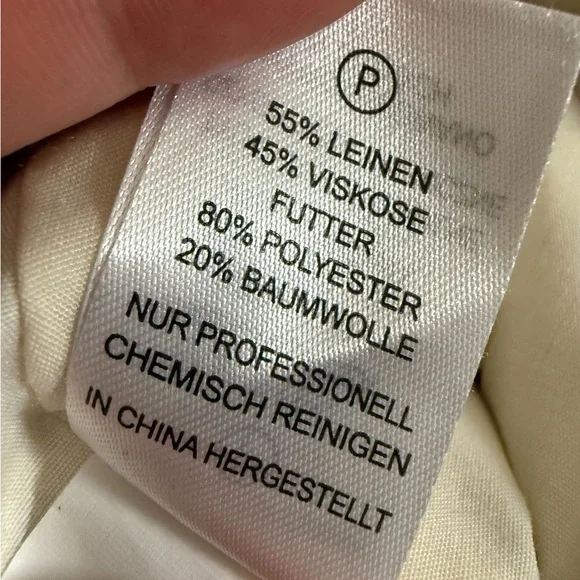 P
55% LEINEN
45% VISKOSE
FUTTER
80% POLYESTER
20% BAUMWOLLE
NUR PROFESSIONELL
CHEMISCH REINIGEN
IN CHINA HERGESTELLT